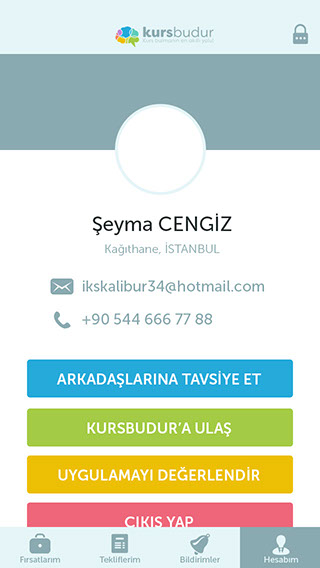 kursbudur
Kurs bulmanın en akıllı yolu!
Şeyma CENGİZ
Kağıthane, İSTANBUL
ikskalibur34@hotmail.com
+90 544 666 77 88
ARKADAŞLARINA TAVSİYE ET
KURSBUDUR'A ULAŞ
UYGULAMAYI DEĞERLENDİR
ÇIKIŞ YAP
Fırsatlarım
Tekliflerim
Bildirimler
Hesabım